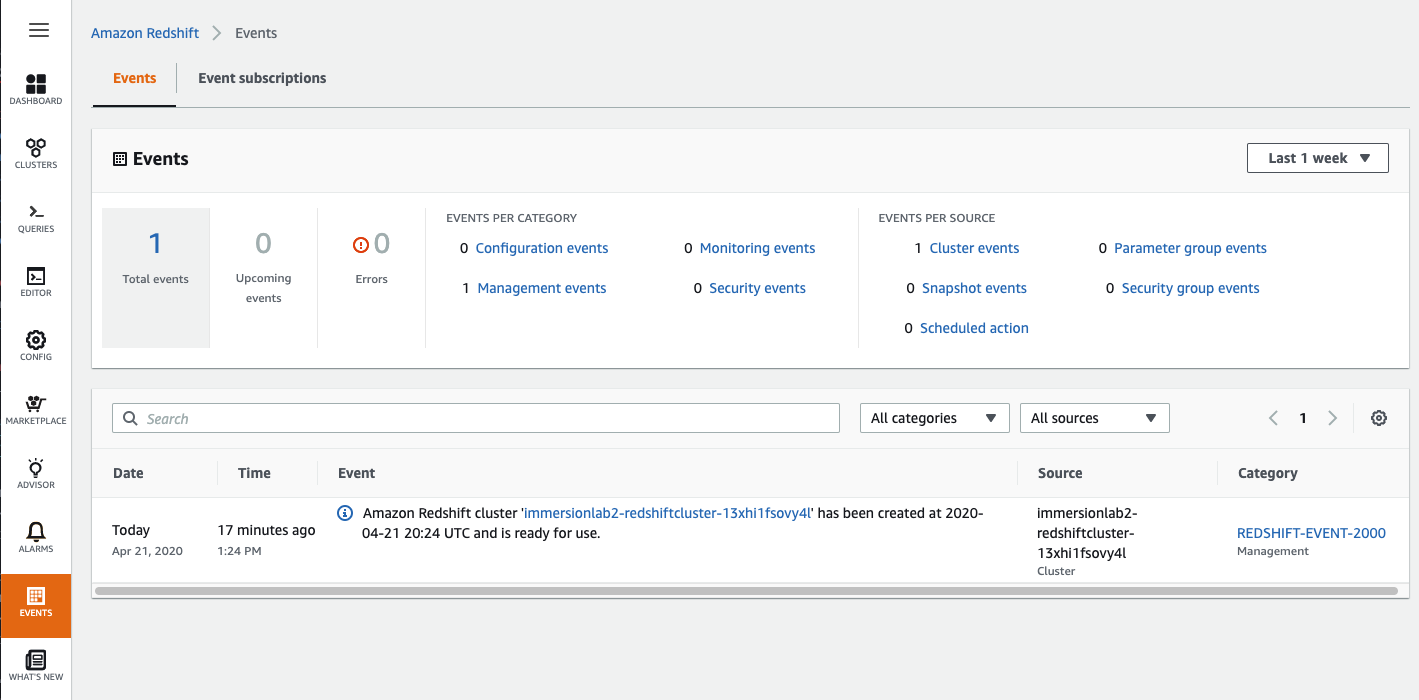 Amazon Redshift > Events
Events
Event subscriptions
DASHBOARD
CLUSTERS
QUERIES
EDITOR
CONFIG
MARKETPLACE
ADVISOR
ALARMS
EVENTS
WHAT'S NEW
Events
Last 1 week
1
Total events
0
Upcoming
events
0
Errors
EVENTS PER CATEGORY
0 Configuration events
0 Monitoring events
1 Management events
0 Security events
EVENTS PER SOURCE
1 Cluster events
0 Parameter group events
0 Snapshot events
0 Security group events
0 Scheduled action
Search
All categories
All sources
1
Date
Time
Event
Source
Category
Today
Apr 21, 2020
17 minutes ago
1:24 PM
Amazon Redshift cluster 'immersionlab2-redshiftcluster-13xhi1fsovy4l' has been created at 2020-
04-21 20:24 UTC and is ready for use.
immersionlab2-
redshiftcluster-
13xhi1fsovy4l
Cluster
REDSHIFT-EVENT-2000
Management